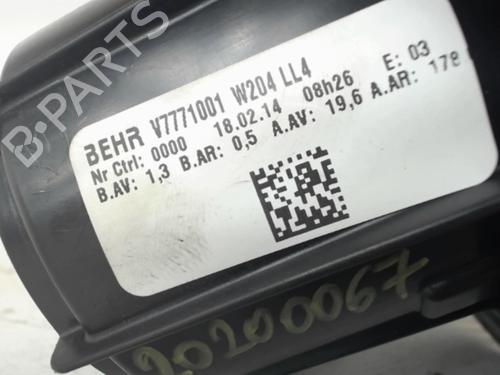 BEHR V7771001 W204 LL4
Nr Ctrl: 0000 18.02.14 08h26 E: 03
B.AV: 1,3 B.AR: 0,5 A.AV: 19,6 A.AR: 178
20200067
B-PARTS